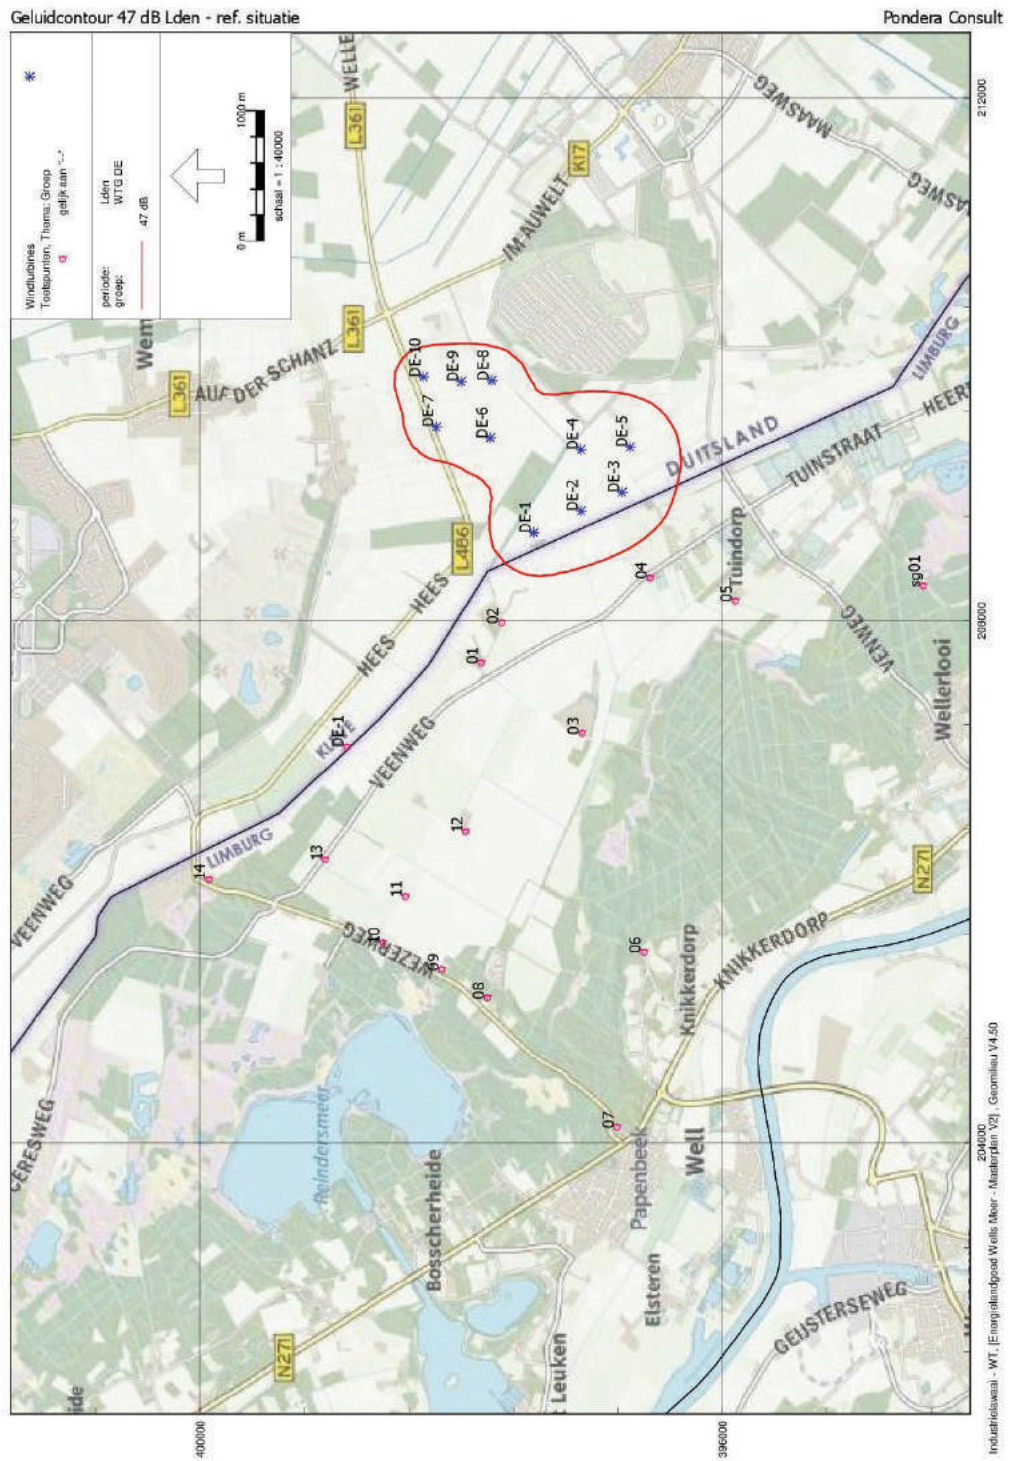 Geluidcontour 47 dB Lden - ref. situatie
Pondera Consult
Windturbines
Toetspunten, Thema: Groep
gelijk aan "--"
periode: Lden
groep: WTG DE
47 dB
0 m 1000 m
schaal = 1 : 40000
WELLE
L361
MAASWEG
K17
IM AUWELT
MAASWEG
212000
Wem
L361
L361
AUF DER SCHANZ
DE-10
DE-9
DE-8
DE-7
DE-6
DE-4
DE-5
DE-3
DE-2
DE-1
DUITSLAND
LIMBURG
HEER
TUINSTRAAT
L486
HEES
HEES
04
05
Tuindorp
sg01
02
01
208000
VENWEG
Wellerlooi
03
DE-1
VEENWEG
12
LIMBURG
13
14
11
VEENWEG
N271
10
WEZERWEG
09
08
06
Knikkerdorp
KNIKKERDORP
CERESWEG
Reindersmeer
07
Papenbeek
Well
204000
Bosscherheide
Elsteren
GEIJSTERSEWEG
N271
t Leuken
ide
400000
396000
Industrielawaai - WT, [Energielandgoed Wells Meer - Masterplan V2] , Geomilieu V4.50